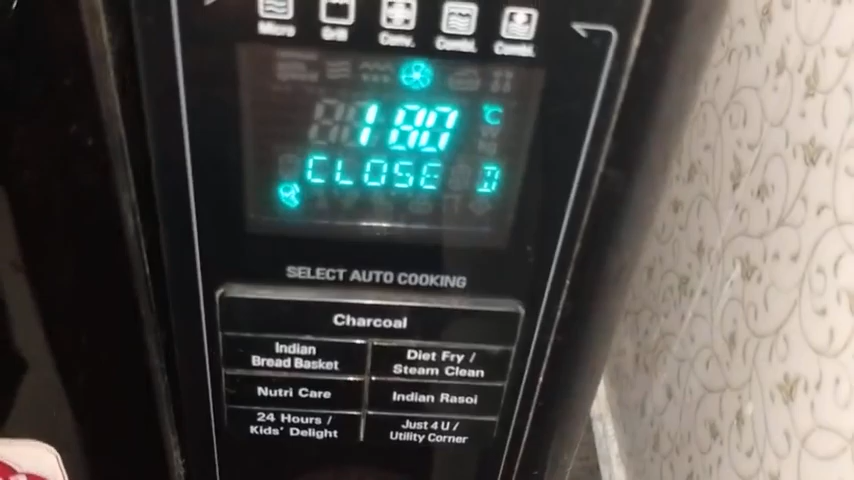 Micro Grill Conv. Combi. Combi.
180 °C
CLOSE D
SELECT AUTO COOKING
Charcoal
Indian
Bread Basket
Diet Fry /
Steam Clean
Nutri Care
Indian Rasoi
24 Hours /
Kids' Delight
Just 4 U /
Utility Corner